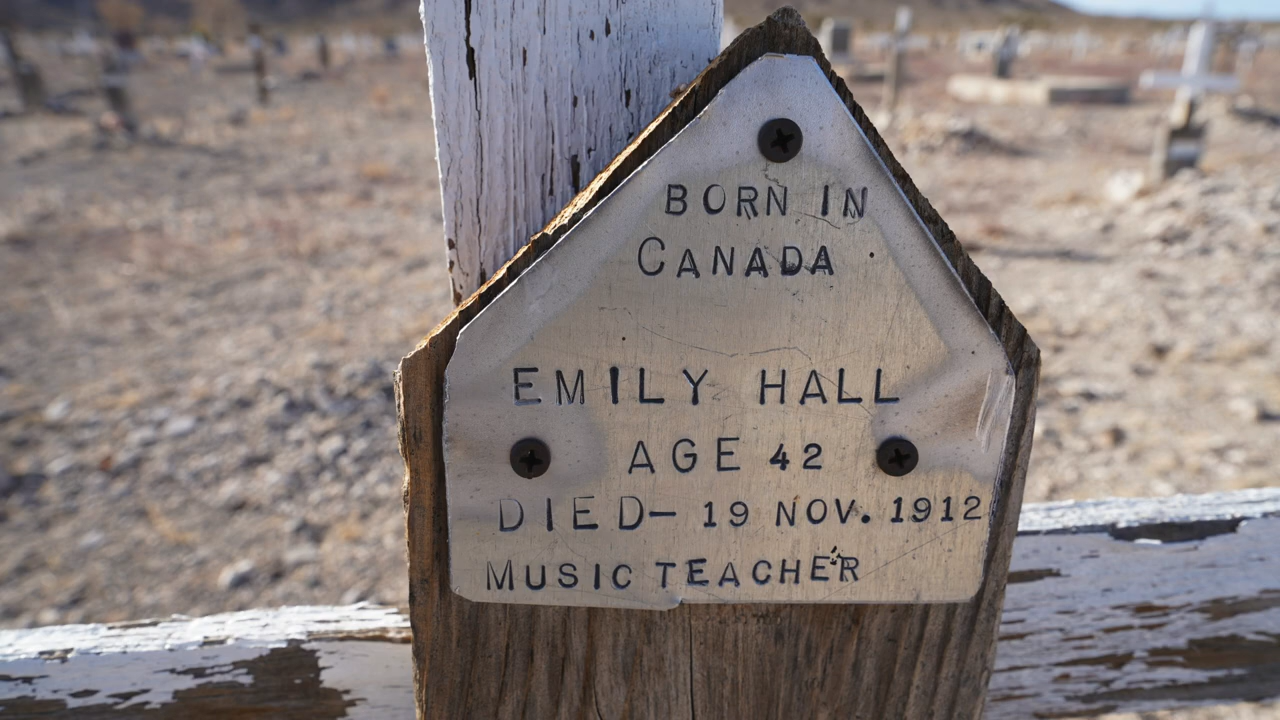 BORN IN
CANADA
EMILY HALL
AGE 42
DIED- 19 NOV. 1912
MUSIC TEACHER